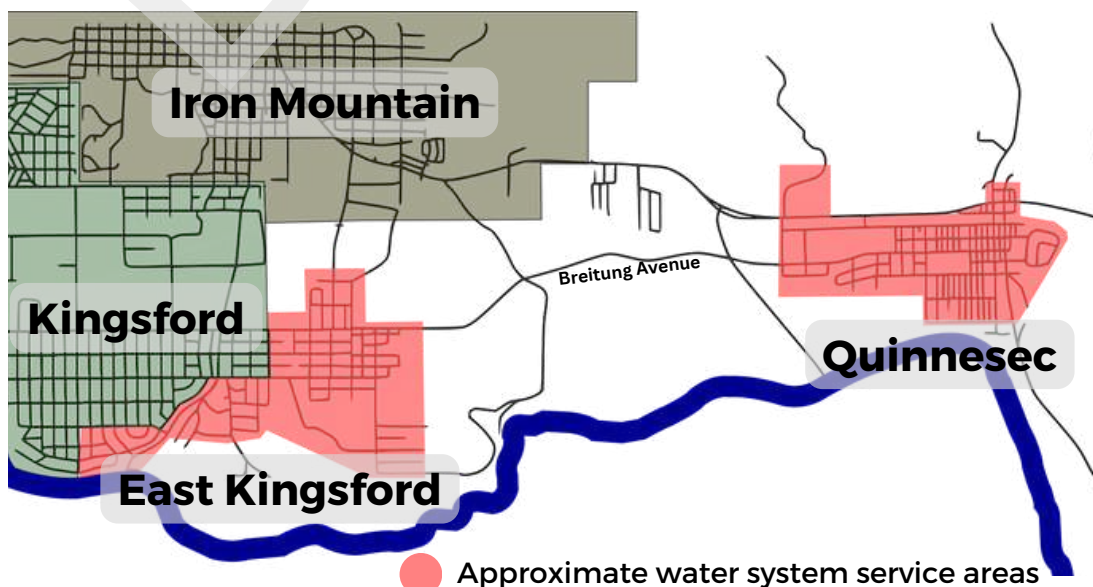 Iron Mountain
Breitung Avenue
Kingsford
Quinnesec
East Kingsford
Approximate water system service areas